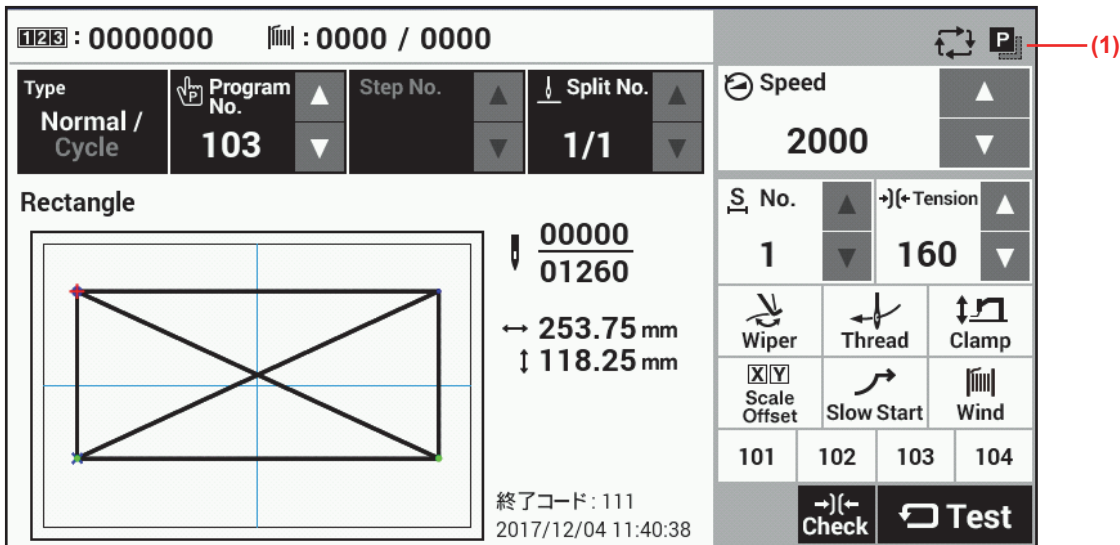 123 : 0000000 : 0000 / 0000
P (1)
Type
Normal /
Cycle
P Program No.
103
Step No.
Split No.
1/1
Speed
2000
Rectangle
S No.
1
Tension
160
00000
01260
253.75 mm
118.25 mm
Wiper
Thread
Clamp
XY
Scale
Offset
Slow Start
Wind
101 102 103 104
終了コード: 111
2017/12/04 11:40:38
Check
Test